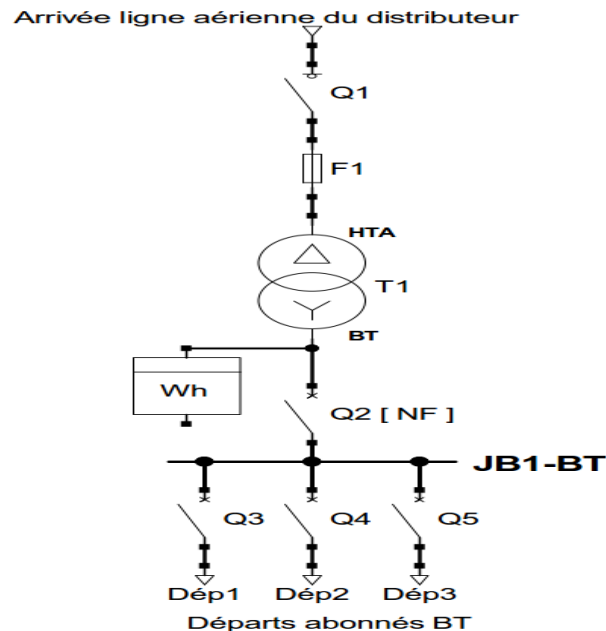 Arrivée ligne aérienne du distributeur
Q1
F1
HTA
T1
BT
Wh
Q2 [ NF ]
JB1-BT
Q3 Q4 Q5
Dép1 Dép2 Dép3
Départs abonnés BT